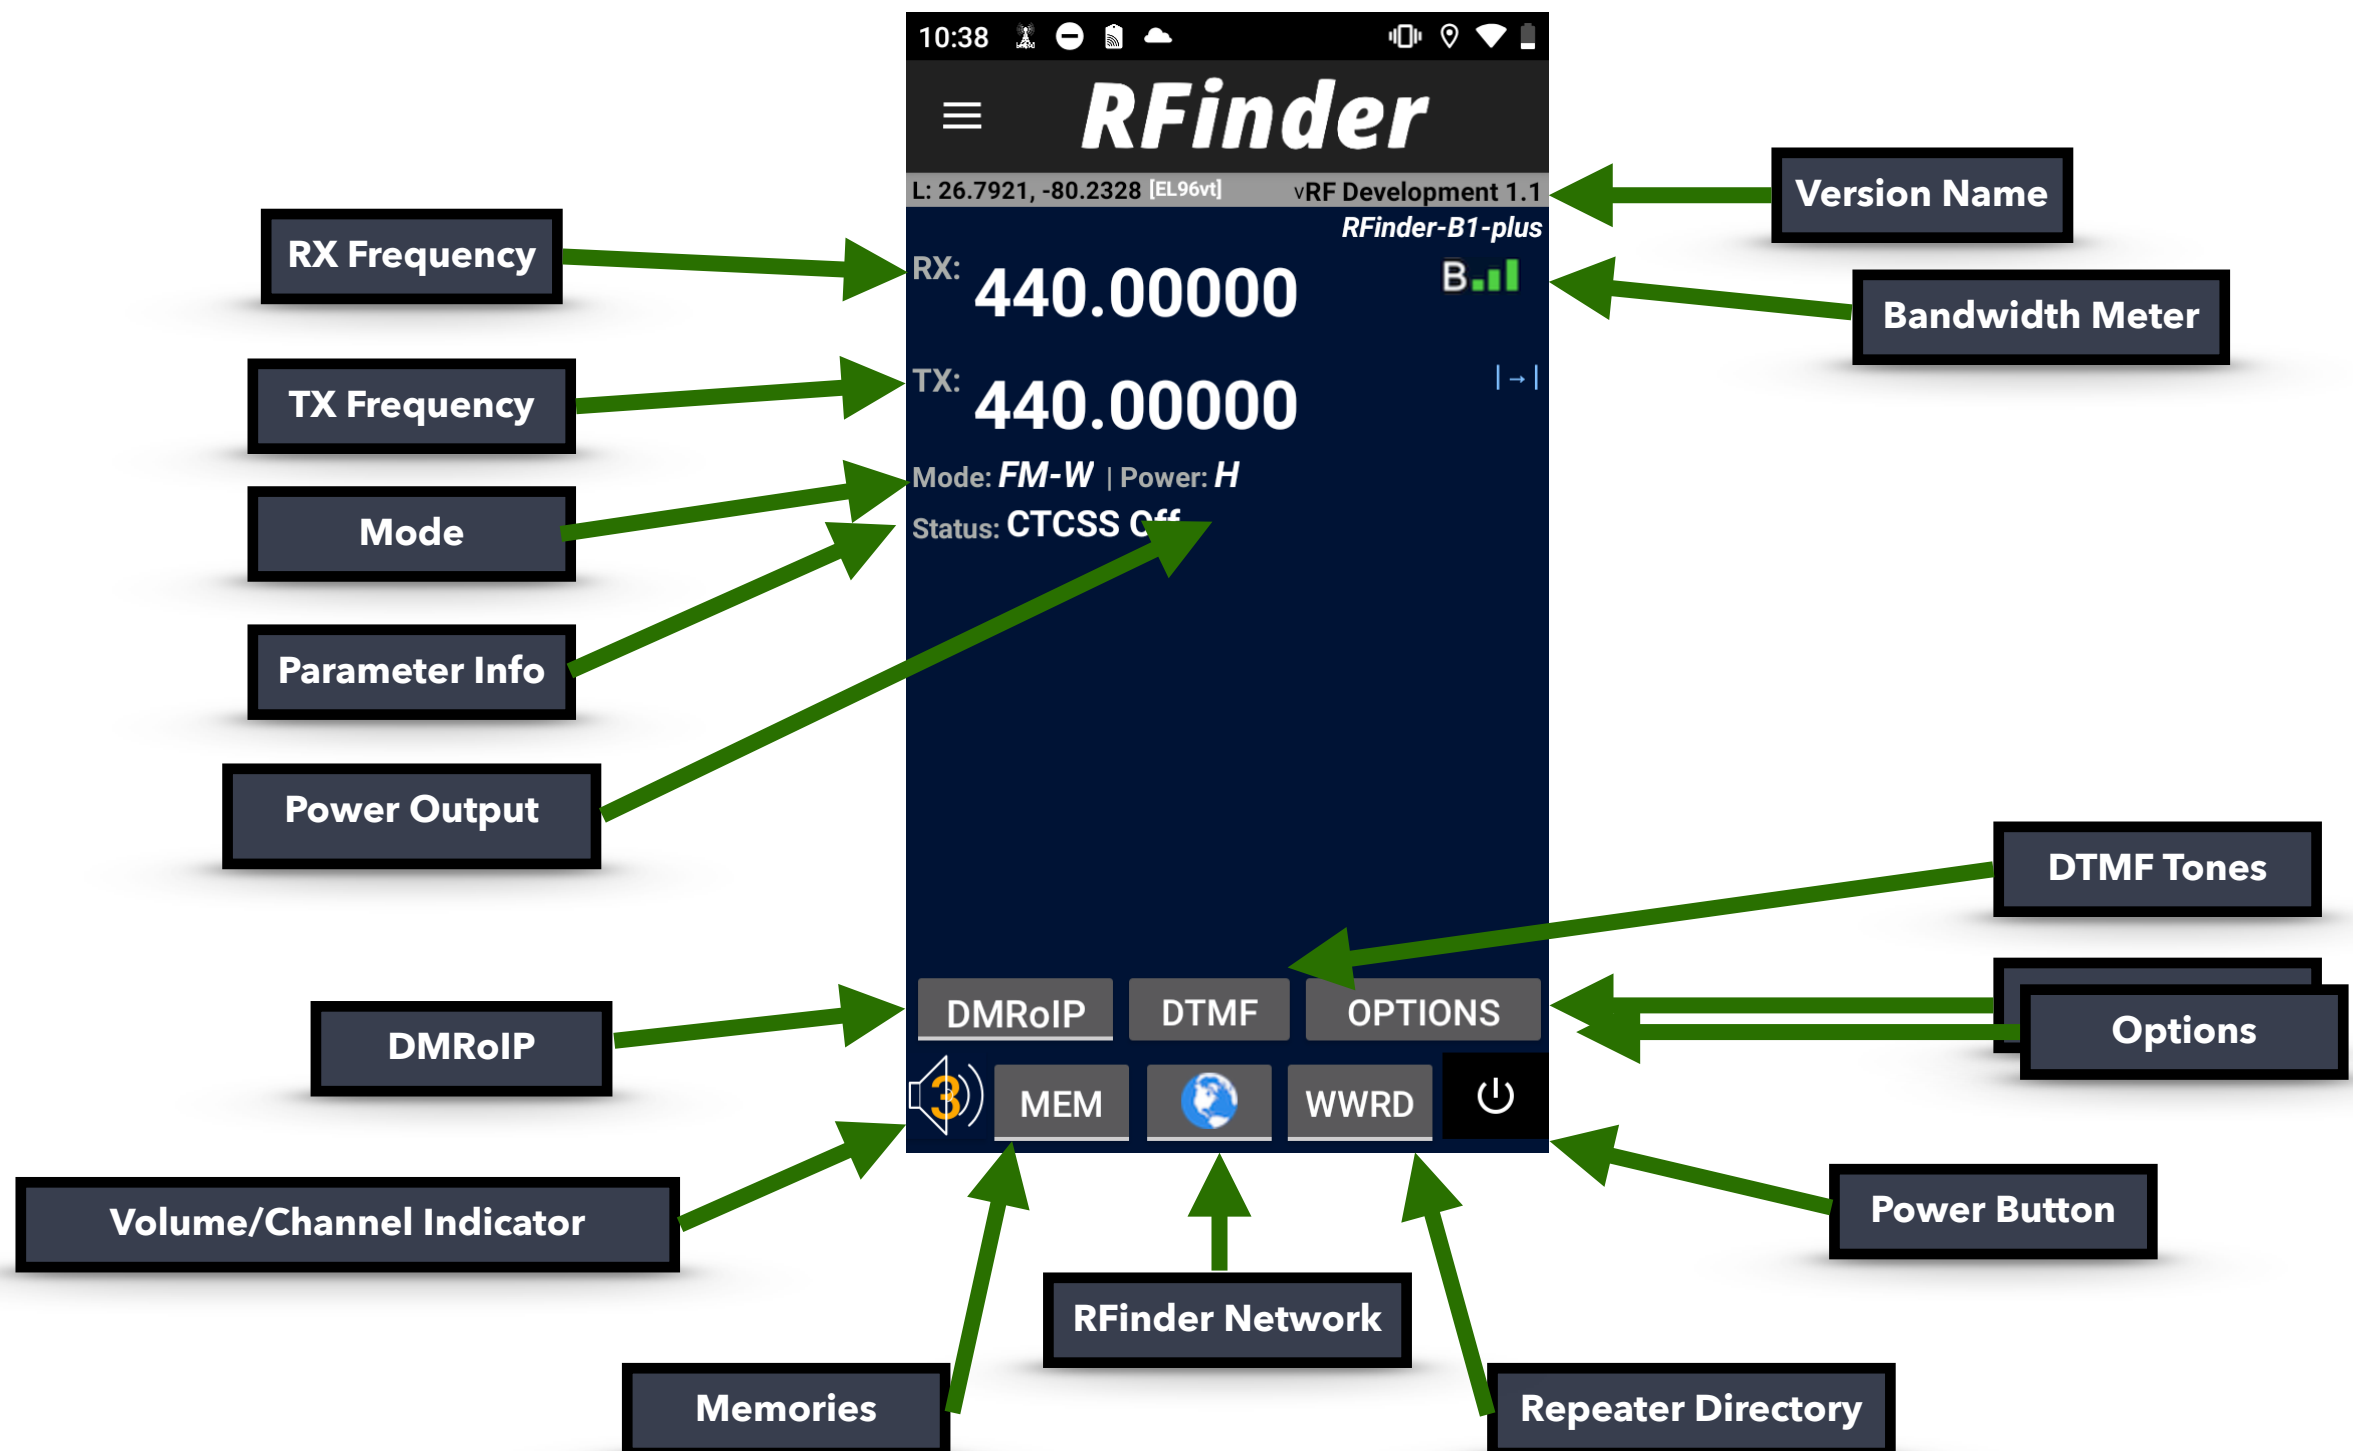 10:38
RFinder
L: 26.7921, -80.2328 [EL96vt] vRF Development 1.1
Version Name
RFinder-B1-plus
RX Frequency
RX: 440.00000 B
Bandwidth Meter
TX Frequency
TX: 440.00000 |→|
Mode: FM-W | Power: H
Mode
Status: CTCSS Off
Parameter Info
Power Output
DTMF Tones
DMRoIP DTMF OPTIONS
DMRoIP
Options
3 MEM WWRD
Volume/Channel Indicator
Power Button
RFinder Network
Memories
Repeater Directory